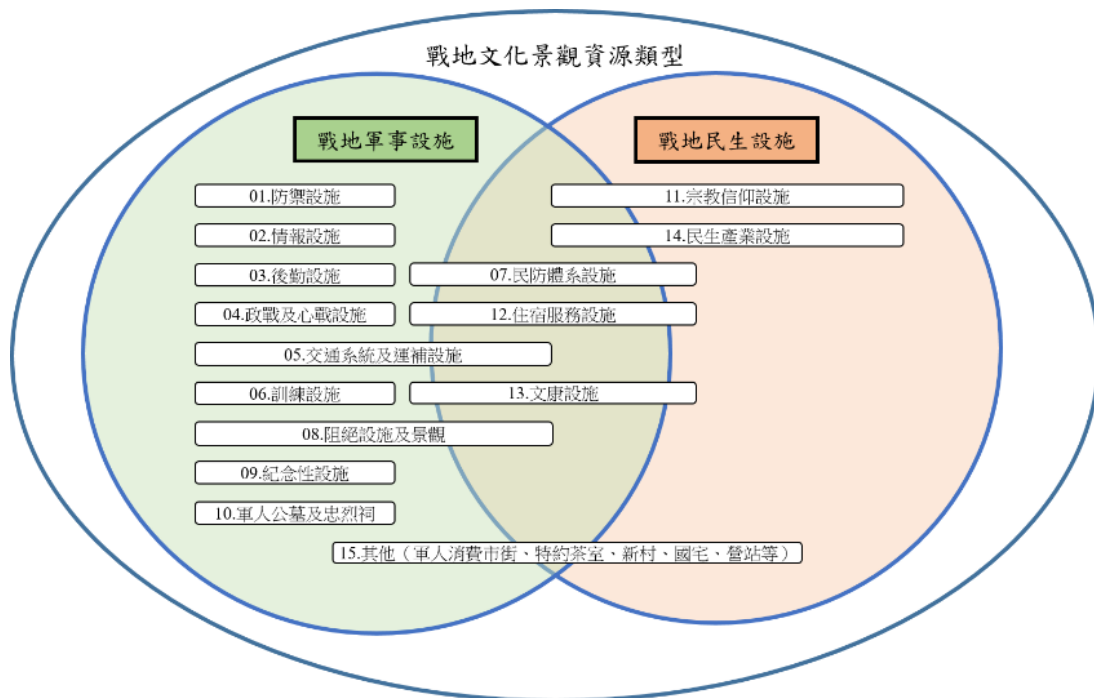 戰地文化景觀資源類型
戰地軍事設施
戰地民生設施
01.防禦設施
11.宗教信仰設施
02.情報設施
14.民生產業設施
03.後勤設施
07.民防體系設施
04.政戰及心戰設施
12.住宿服務設施
05.交通系統及運補設施
06.訓練設施
13.文康設施
08.阻絕設施及景觀
09.紀念性設施
10.軍人公墓及忠烈祠
15.其他（軍人消費市街、特約茶室、新村、國宅、營站等）